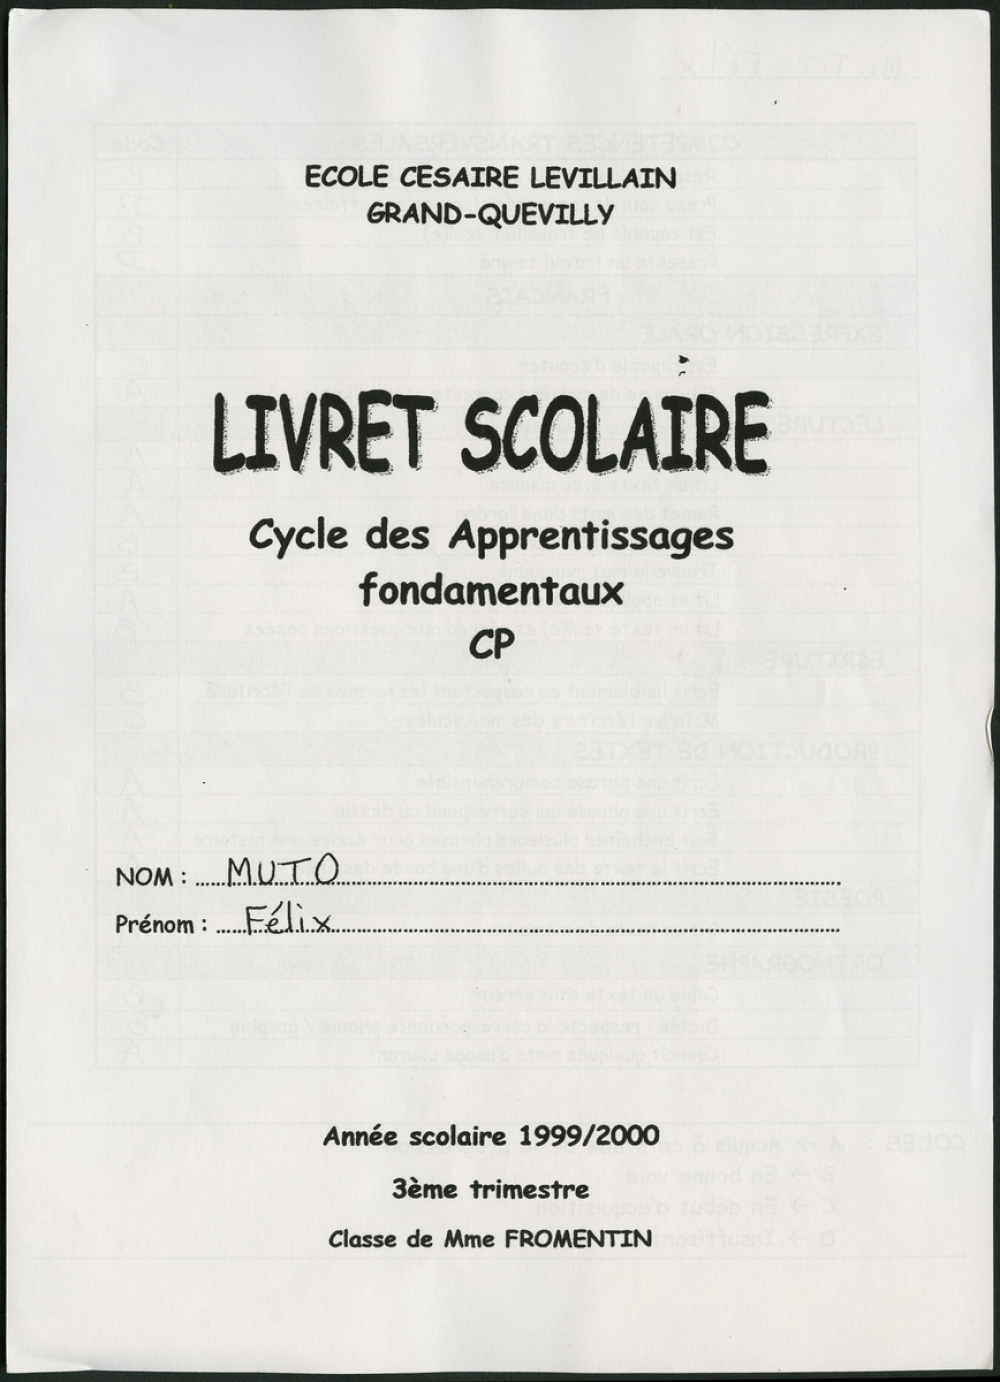 ECOLE CESAIRE LEVILLAIN
GRAND-QUEVILLY
LIVRET SCOLAIRE
Cycle des Apprentissages
fondamentaux
CP
NOM : MUTO
Prénom : Félix
Année scolaire 1999/2000
3ème trimestre
Classe de Mme FROMENTIN